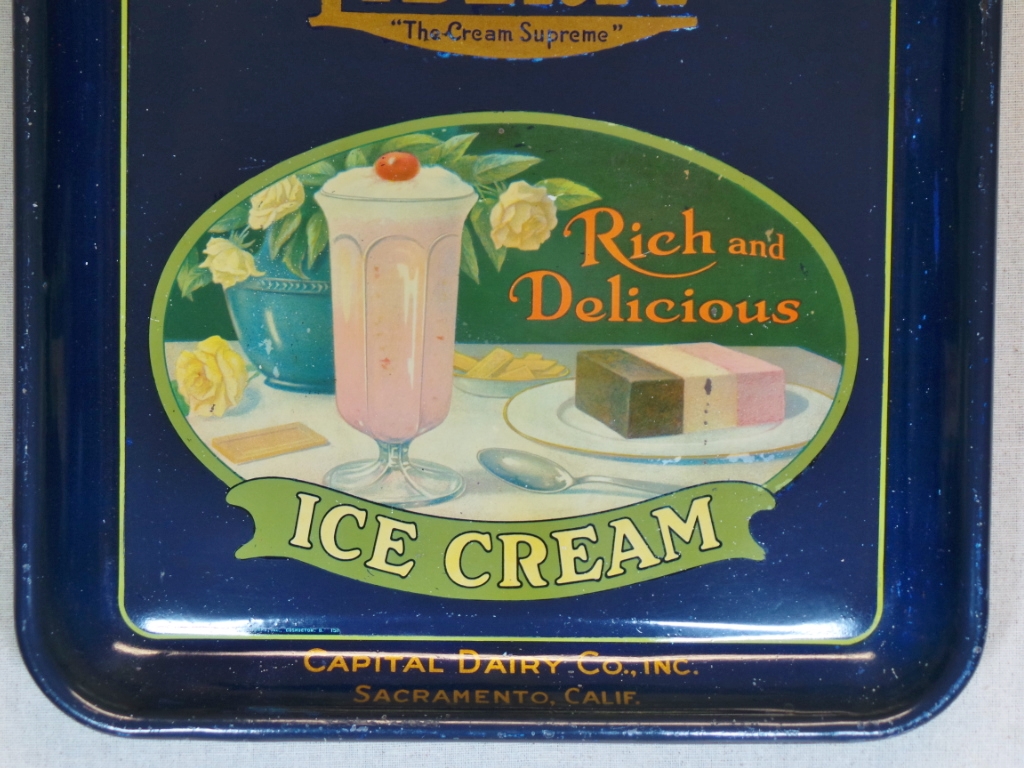 "The Cream Supreme"
Rich and
Delicious
ICE CREAM
CAPITAL DAIRY CO., INC.
SACRAMENTO, CALIF.